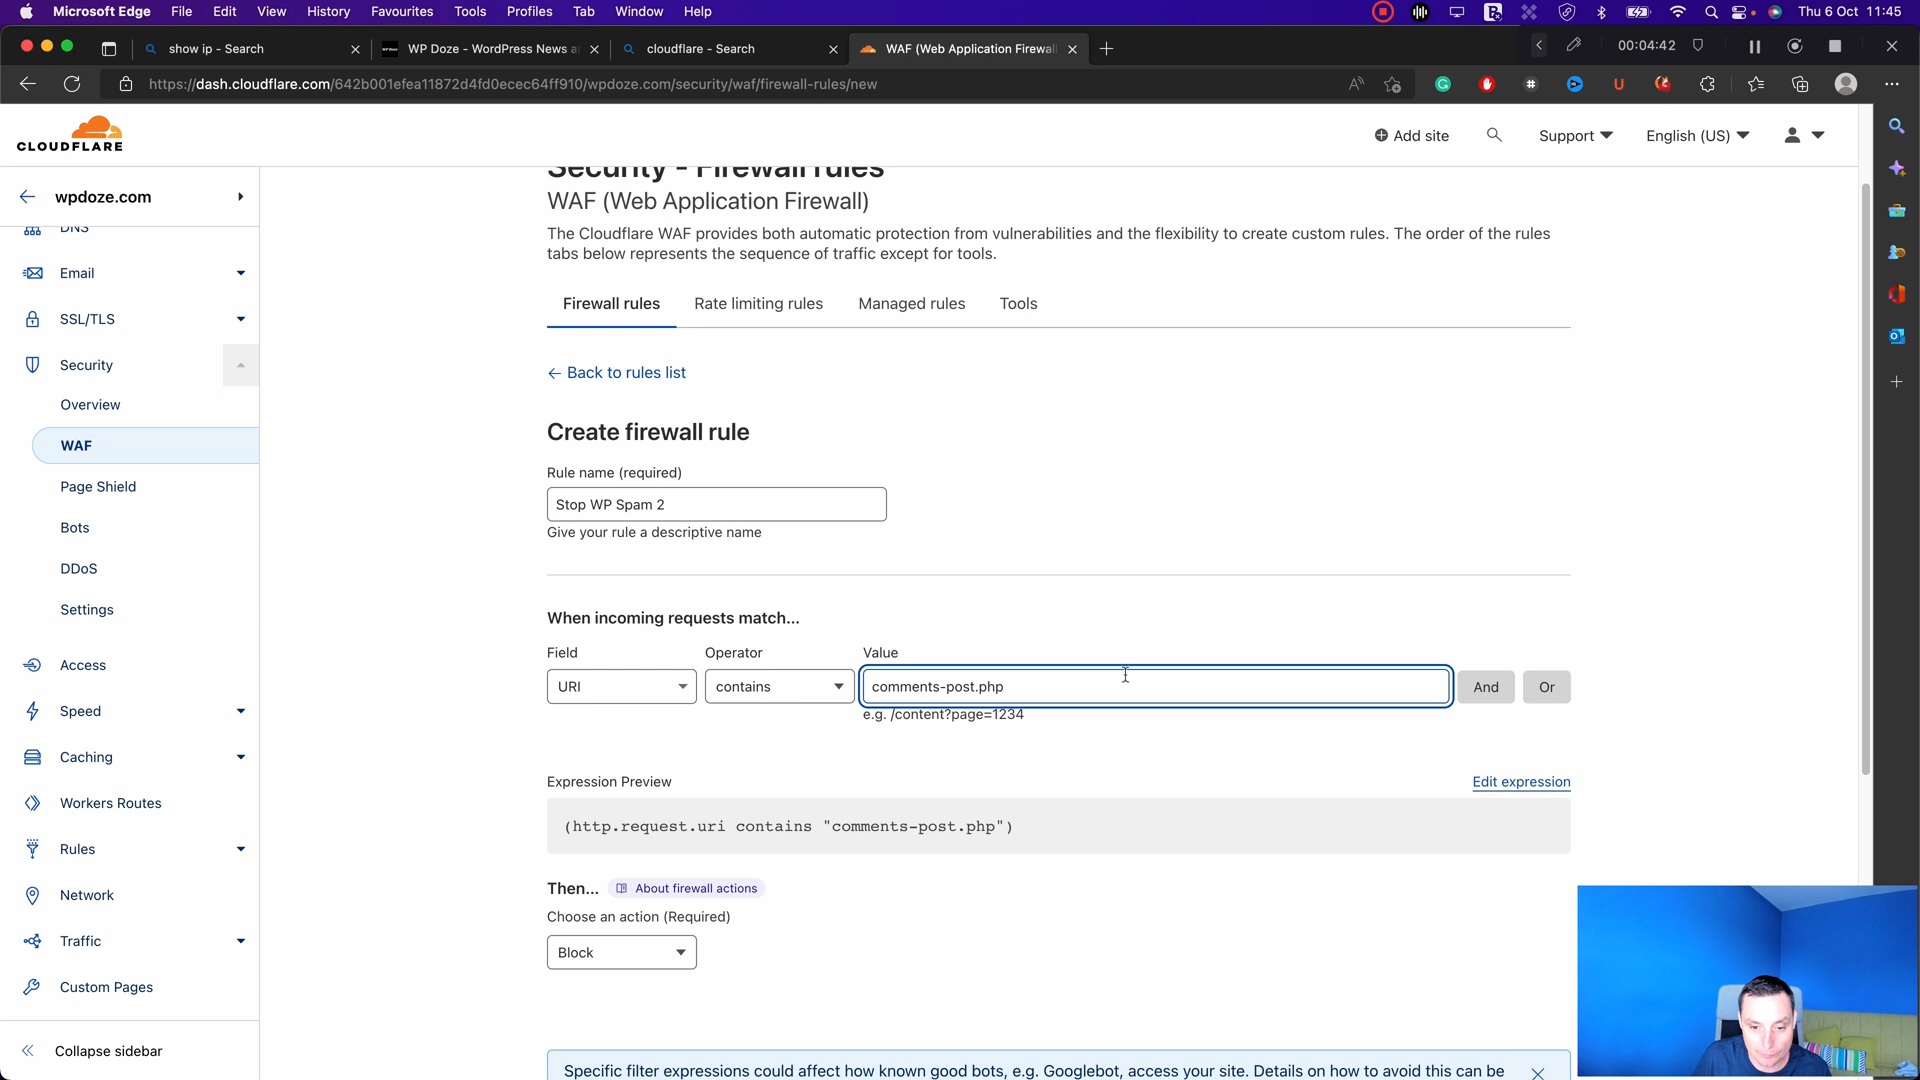 Microsoft Edge File Edit View History Favourites Tools Profiles Tab Window Help Thu 6 Oct 11:45
show ip - Search WP Doze - WordPress News a cloudflare - Search WAF (Web Application Firewal 00:04:42
https://dash.cloudflare.com/642b001efea11872d4fd0ecec64ff910/wpdoze.com/security/waf/firewall-rules/new
CLOUDFLARE
Add site Support English (US)
wpdoze.com
DNS
Email
SSL/TLS
Security
Overview
WAF
Page Shield
Bots
DDoS
Settings
Access
Speed
Caching
Workers Routes
Rules
Network
Traffic
Custom Pages
Collapse sidebar
Security - Firewall rules
WAF (Web Application Firewall)
The Cloudflare WAF provides both automatic protection from vulnerabilities and the flexibility to create custom rules. The order of the rules
tabs below represents the sequence of traffic except for tools.
Firewall rules Rate limiting rules Managed rules Tools
← Back to rules list
Create firewall rule
Rule name (required)
Stop WP Spam 2
Give your rule a descriptive name
When incoming requests match...
Field Operator Value
URI contains comments-post.php And Or
e.g. /content?page=1234
Expression Preview Edit expression
(http.request.uri contains "comments-post.php")
Then... About firewall actions
Choose an action (Required)
Block
Specific filter expressions could affect how known good bots, e.g. Googlebot, access your site. Details on how to avoid this can be